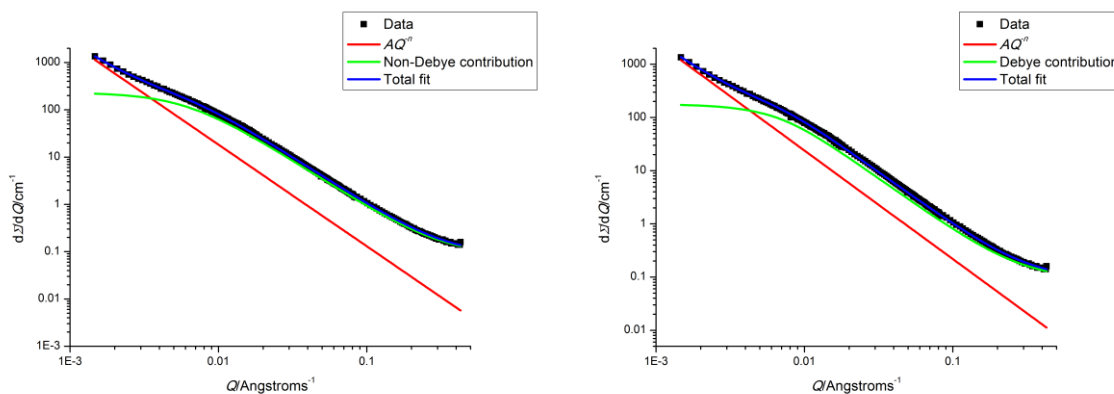 Data
AQ⁻ⁿ
Non-Debye contribution
Total fit
1000
100
10
1
0.1
0.01
1E-3
1E-3
0.01
0.1
dΣ/dQ/cm⁻¹
Q/Angstroms⁻¹
Data
AQ⁻ⁿ
Debye contribution
Total fit
1000
100
10
1
0.1
0.01
1E-3
0.01
0.1
dΣ/dQ/cm⁻¹
Q/Angstroms⁻¹